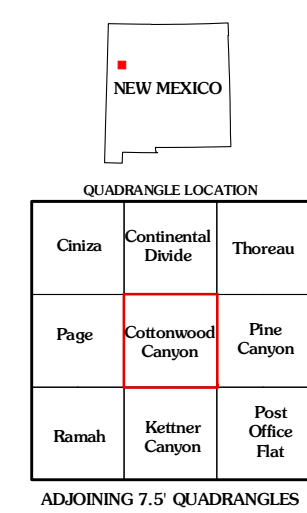 NEW MEXICO
QUADRANGLE LOCATION
Ciniza
Continental
Divide
Thoreau
Page
Cottonwood
Canyon
Pine
Canyon
Ramah
Kettner
Canyon
Post
Office
Flat
ADJOINING 7.5' QUADRANGLES